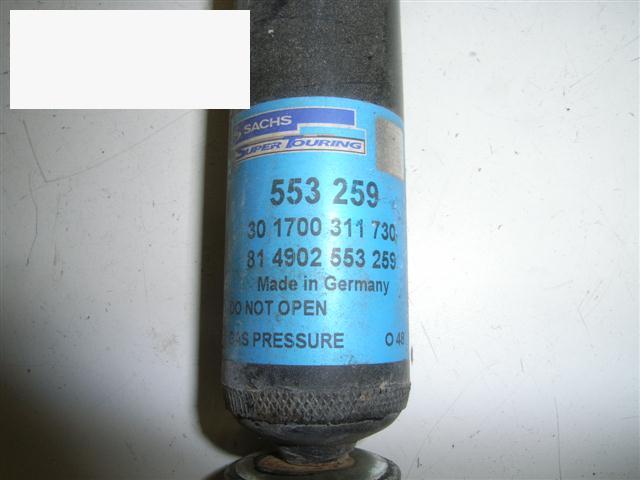 SACHS
SUPER TOURING
553 259
30 1700 311 730
81 4902 553 259
Made in Germany
DO NOT OPEN
GAS PRESSURE O 48